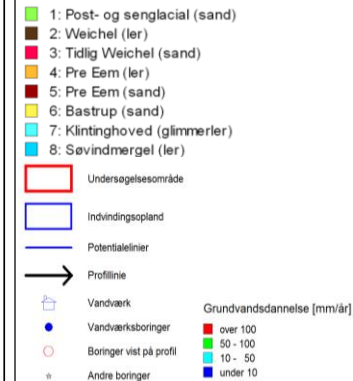 1: Post- og senglacial (sand)
2: Weichel (ler)
3: Tidlig Weichel (sand)
4: Pre Eem (ler)
5: Pre Eem (sand)
6: Bastrup (sand)
7: Klintinghoved (glimmerler)
8: Søvindmergel (ler)
Undersøgelsesområde
Indvindingsopland
Potentialelinier
Profillinie
Vandværk
Vandværksboringer
Boringer vist på profil
Andre boringer
Grundvandsdannelse [mm/år]
over 100
50 - 100
10 - 50
under 10